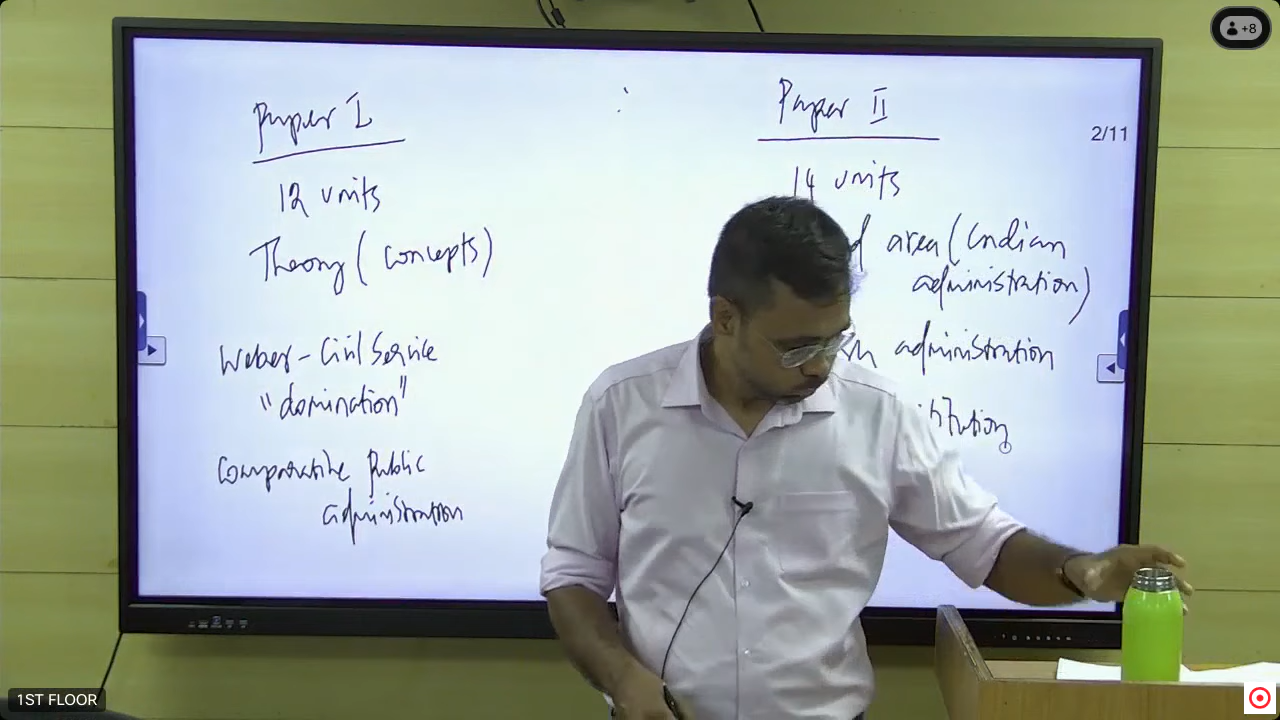 Paper I
12 units
Theory (concepts)
Weber - Civil Service
"domination"
Comparative Public
administration
Paper II
2/11
14 units
area (Indian
administration)
administration
+8
1ST FLOOR